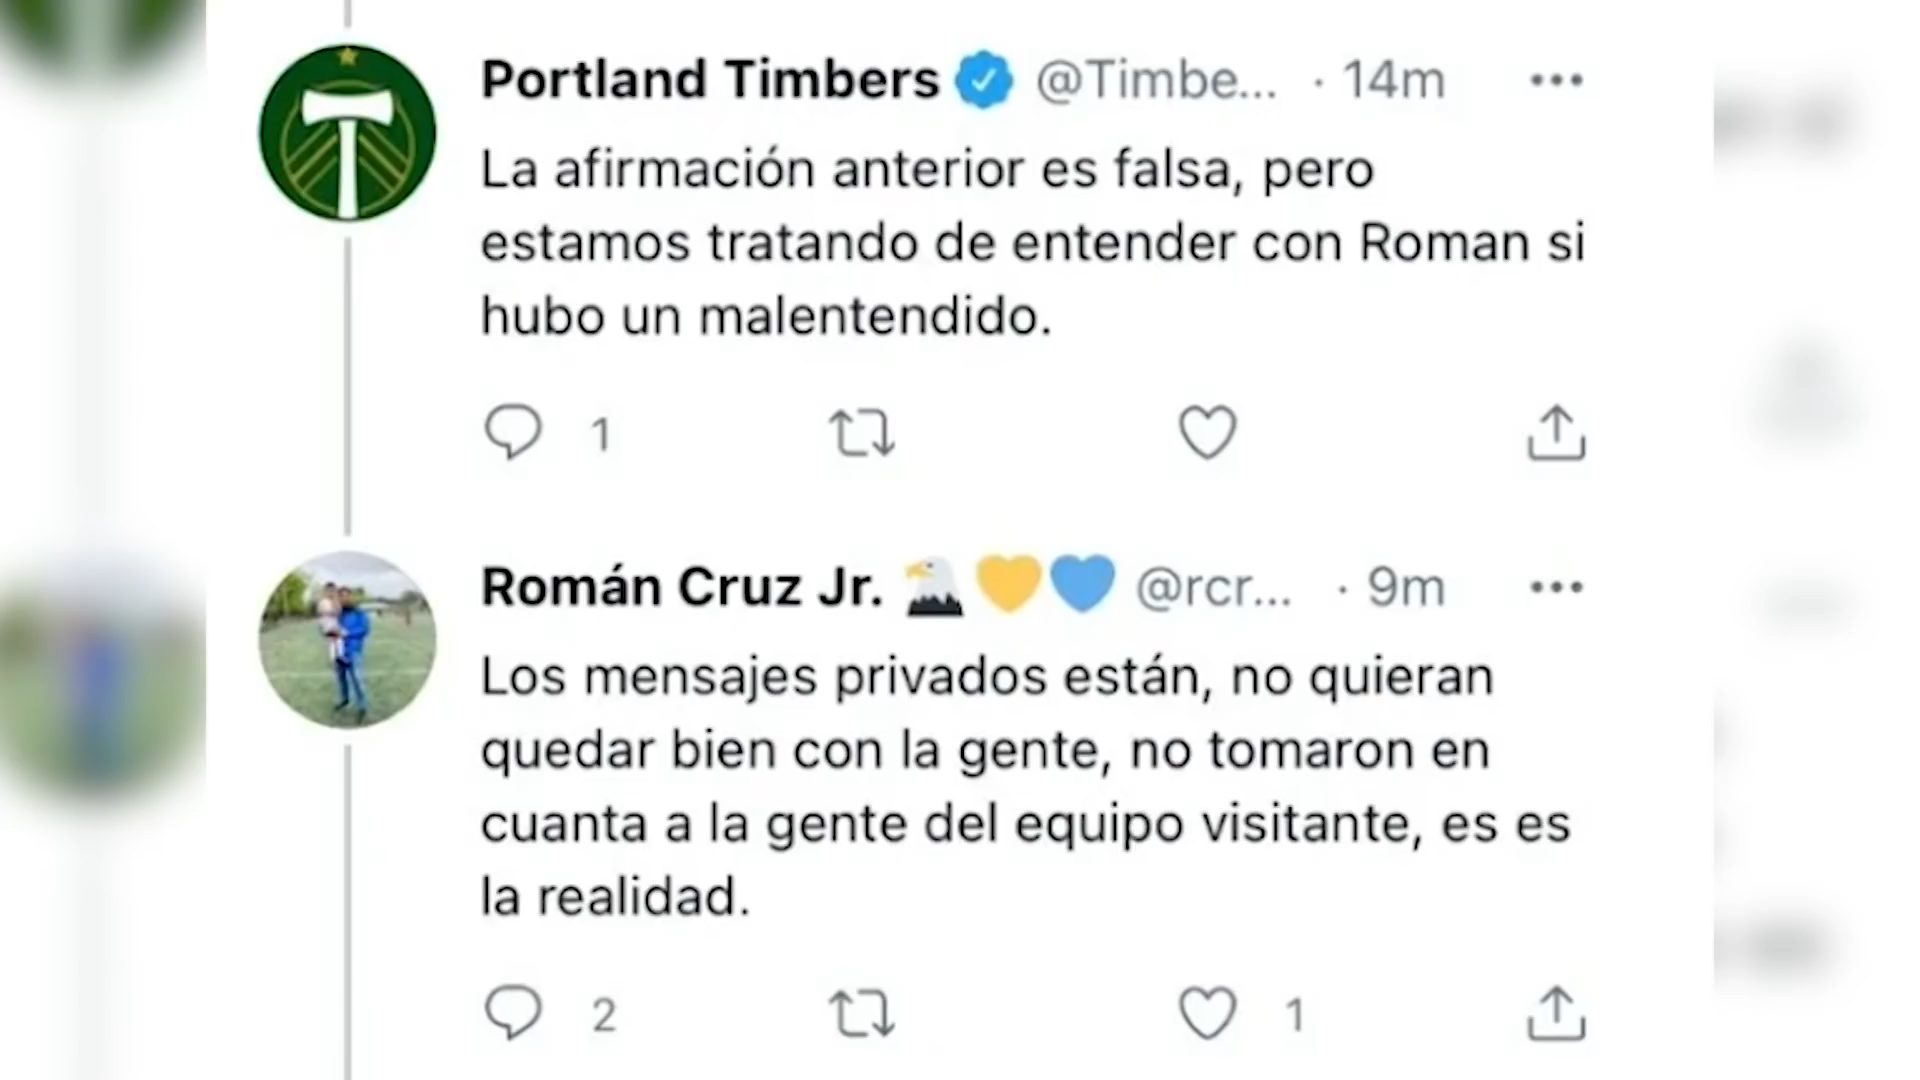 Portland Timbers @Timbe... · 14m
La afirmación anterior es falsa, pero
estamos tratando de entender con Roman si
hubo un malentendido.
1
Román Cruz Jr. 🦅💛💙 @rcr... · 9m
Los mensajes privados están, no quieran
quedar bien con la gente, no tomaron en
cuanta a la gente del equipo visitante, es es
la realidad.
2 1